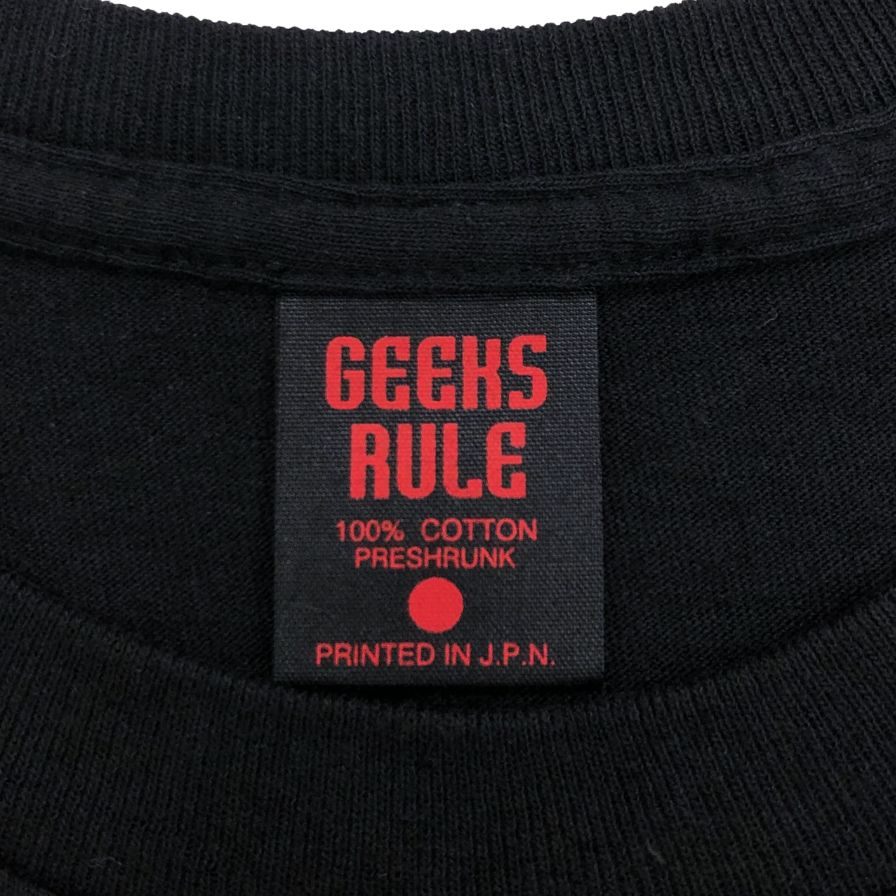 GEEKS
RULE
100% COTTON
PRESHRUNK
PRINTED IN J.P.N.